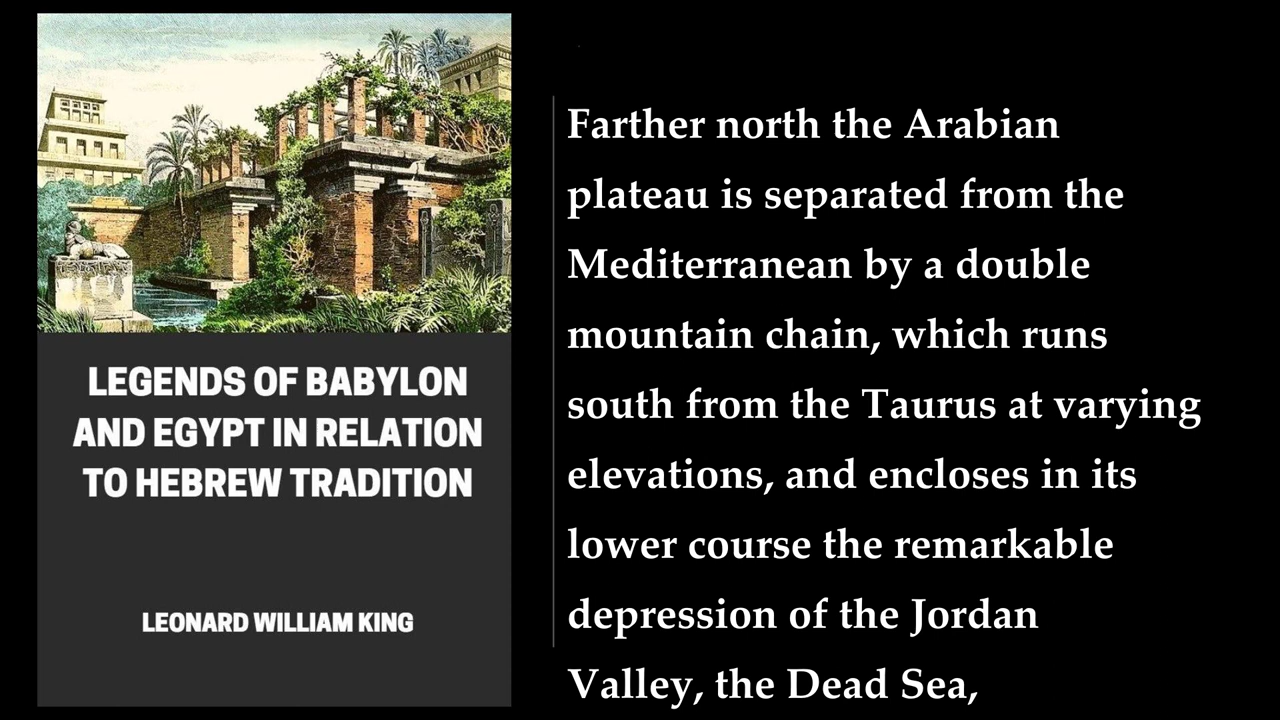 LEGENDS OF BABYLON
AND EGYPT IN RELATION
TO HEBREW TRADITION
LEONARD WILLIAM KING
Farther north the Arabian
plateau is separated from the
Mediterranean by a double
mountain chain, which runs
south from the Taurus at varying
elevations, and encloses in its
lower course the remarkable
depression of the Jordan
Valley, the Dead Sea,